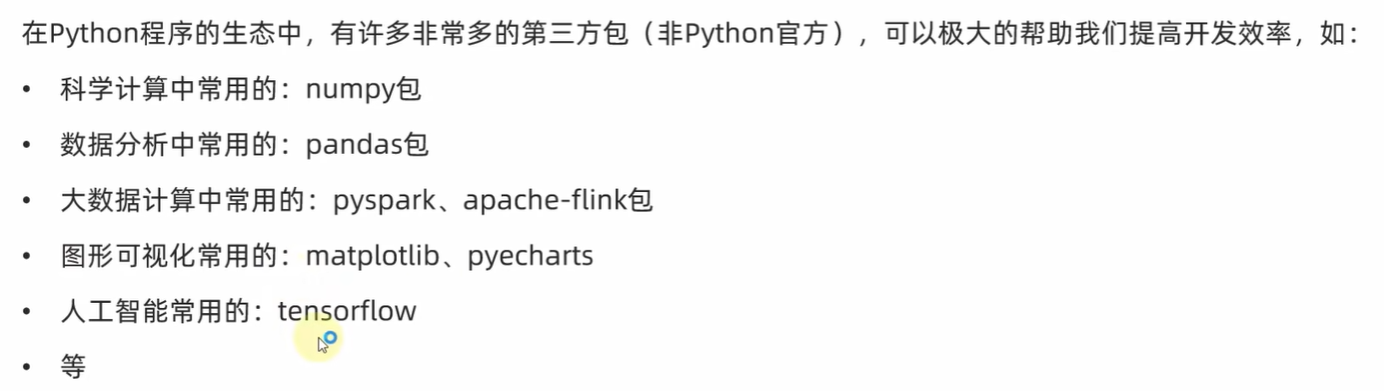 在Python程序的生态中，有许多非常多的第三方包（非Python官方），可以极大的帮助我们提高开发效率，如：
• 科学计算中常用的：numpy包
• 数据分析中常用的：pandas包
• 大数据计算中常用的：pyspark、apache-flink包
• 图形可视化常用的：matplotlib、pyecharts
• 人工智能常用的：tensorflow
• 等